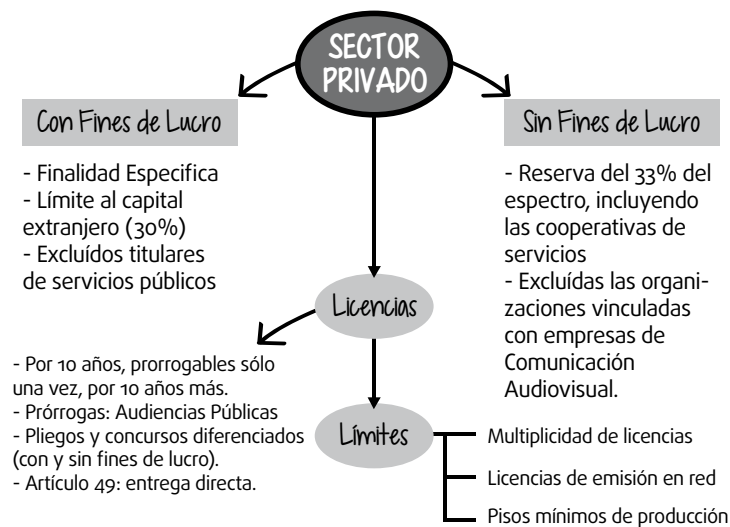 SECTOR
PRIVADO
Con Fines de Lucro
- Finalidad Especifica
- Límite al capital
extranjero (30%)
- Excluídos titulares
de servicios públicos
Sin Fines de Lucro
- Reserva del 33% del
espectro, incluyendo
las cooperativas de
servicios
- Excluídas las organi-
zaciones vinculadas
con empresas de
Comunicación
Audiovisual.
Licencias
- Por 10 años, prorrogables sólo
una vez, por 10 años más.
- Prórrogas: Audiencias Públicas
- Pliegos y concursos diferenciados
(con y sin fines de lucro).
- Artículo 49: entrega directa.
Límites
Multiplicidad de licencias
Licencias de emisión en red
Pisos mínimos de producción